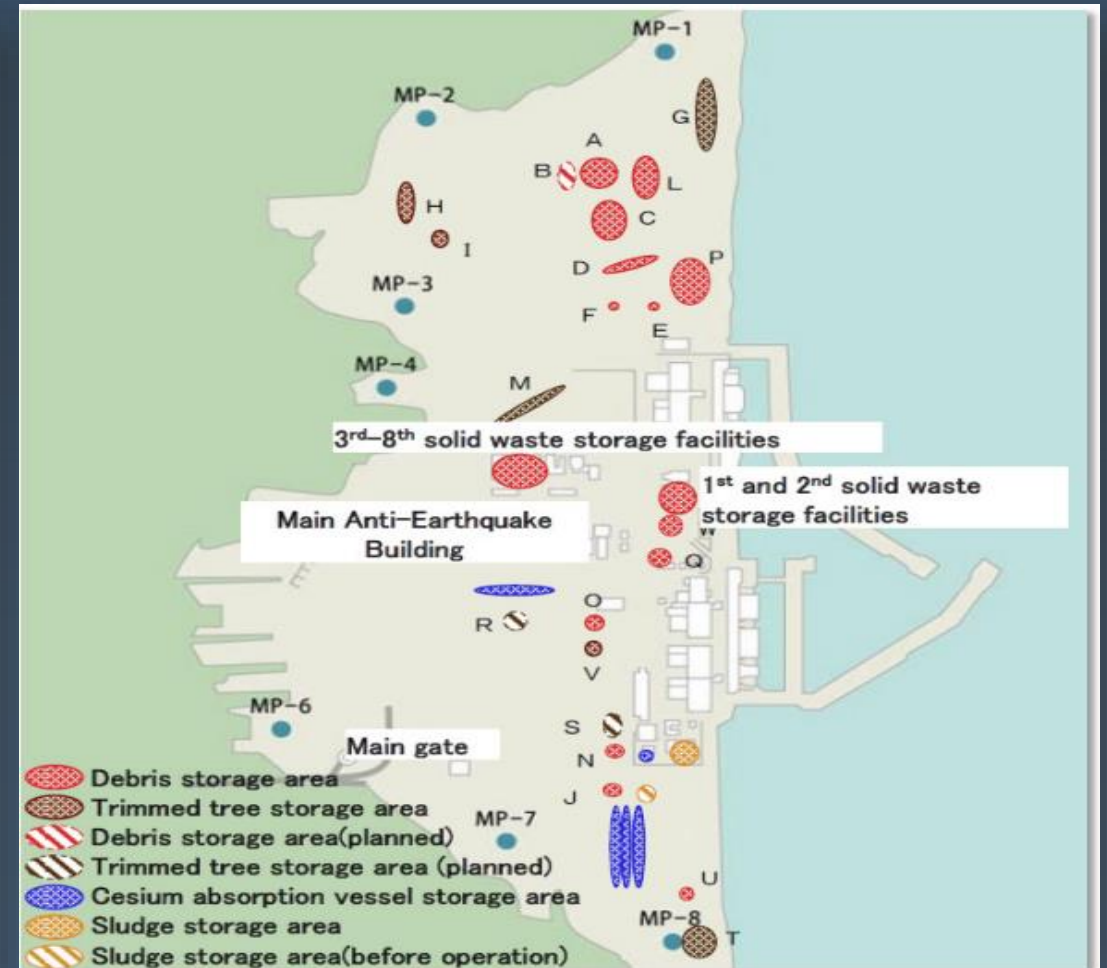 MP-1
MP-2
G
A
B
L
H
C
I
D
P
MP-3
F
E
MP-4
M
3rd-8th solid waste storage facilities
1st and 2nd solid waste
storage facilities
Main Anti-Earthquake
Building
W
Q
O
R
V
MP-6
S
Main gate
N
J
MP-7
U
MP-8
T
Debris storage area
Trimmed tree storage area
Debris storage area(planned)
Trimmed tree storage area (planned)
Cesium absorption vessel storage area
Sludge storage area
Sludge storage area(before operation)